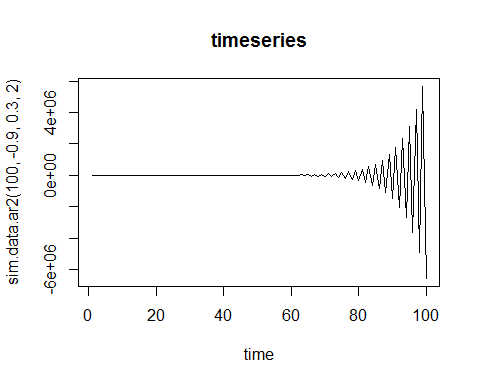 timeseries
sim.data.ar2(100, -0.9, 0.3, 2)
4e+06
0e+00
-6e+06
0
20
40
60
80
100
time